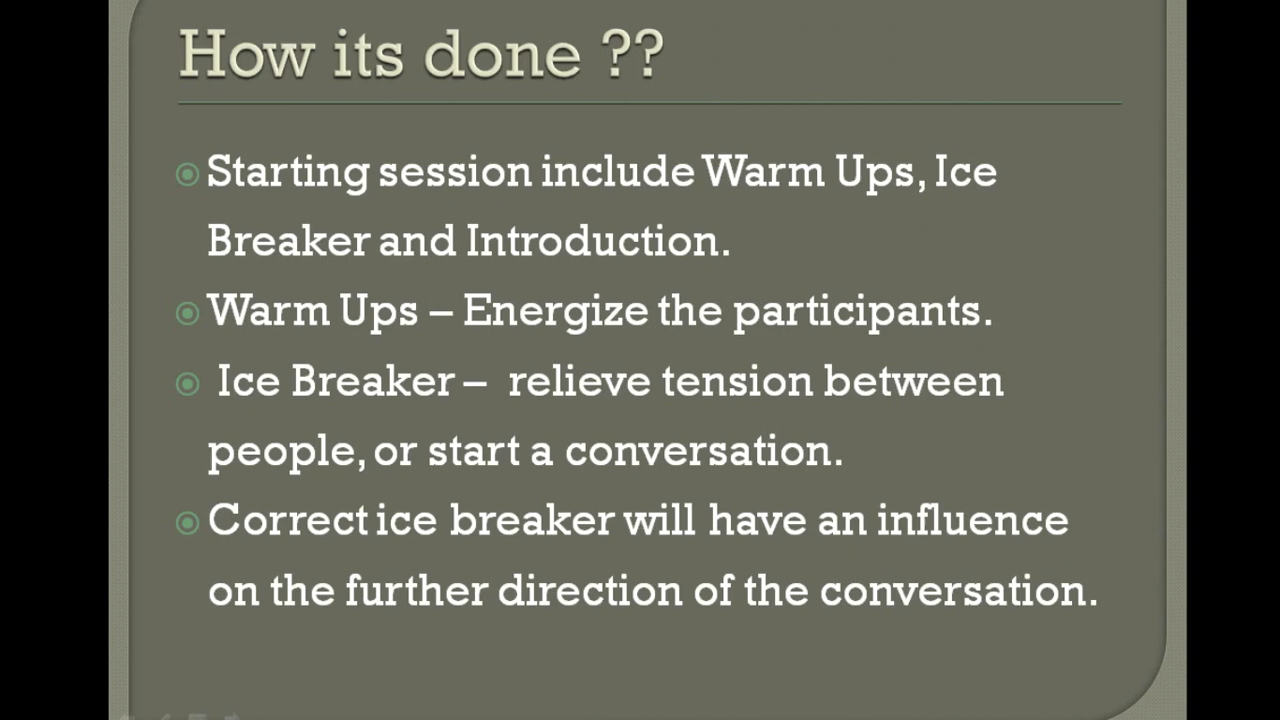 How its done ??
Starting session include Warm Ups, Ice
Breaker and Introduction.
Warm Ups – Energize the participants.
Ice Breaker – relieve tension between
people, or start a conversation.
Correct ice breaker will have an influence
on the further direction of the conversation.